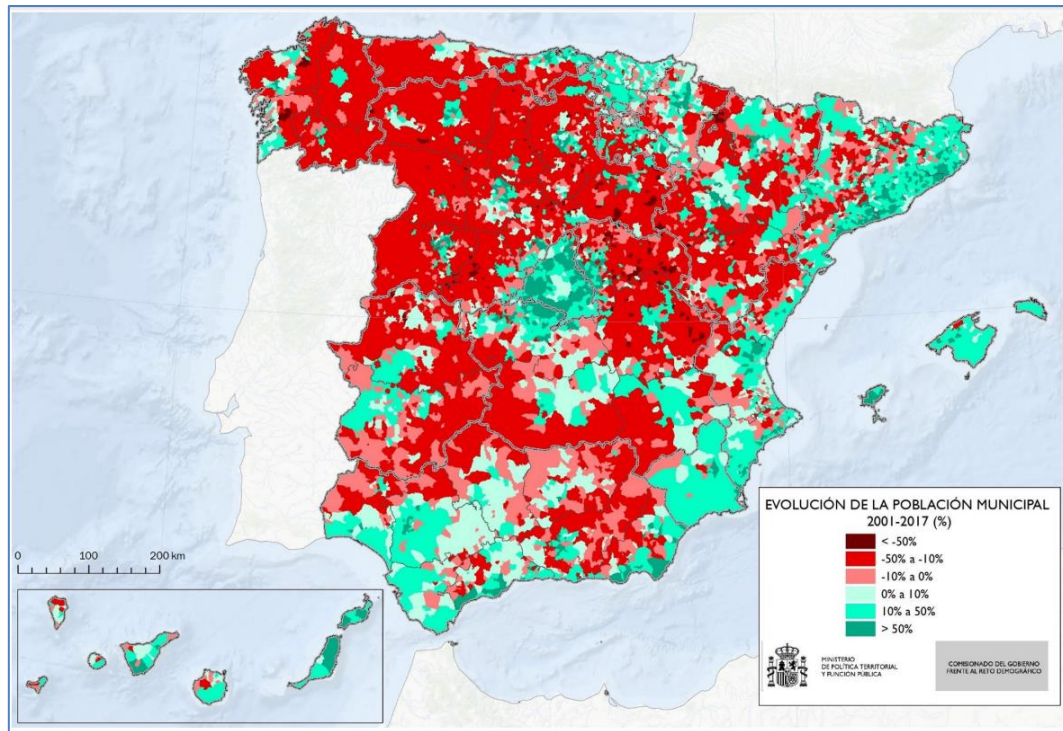 EVOLUCIÓN DE LA POBLACIÓN MUNICIPAL
2001-2017 (%)
< -50%
-50% a -10%
-10% a 0%
0% a 10%
10% a 50%
> 50%
0 100 200 km
MINISTERIO
DE POLÍTICA TERRITORIAL
Y FUNCIÓN PÚBLICA
COMISIONADO DEL GOBIERNO
FRENTE AL RETO DEMOGRÁFICO